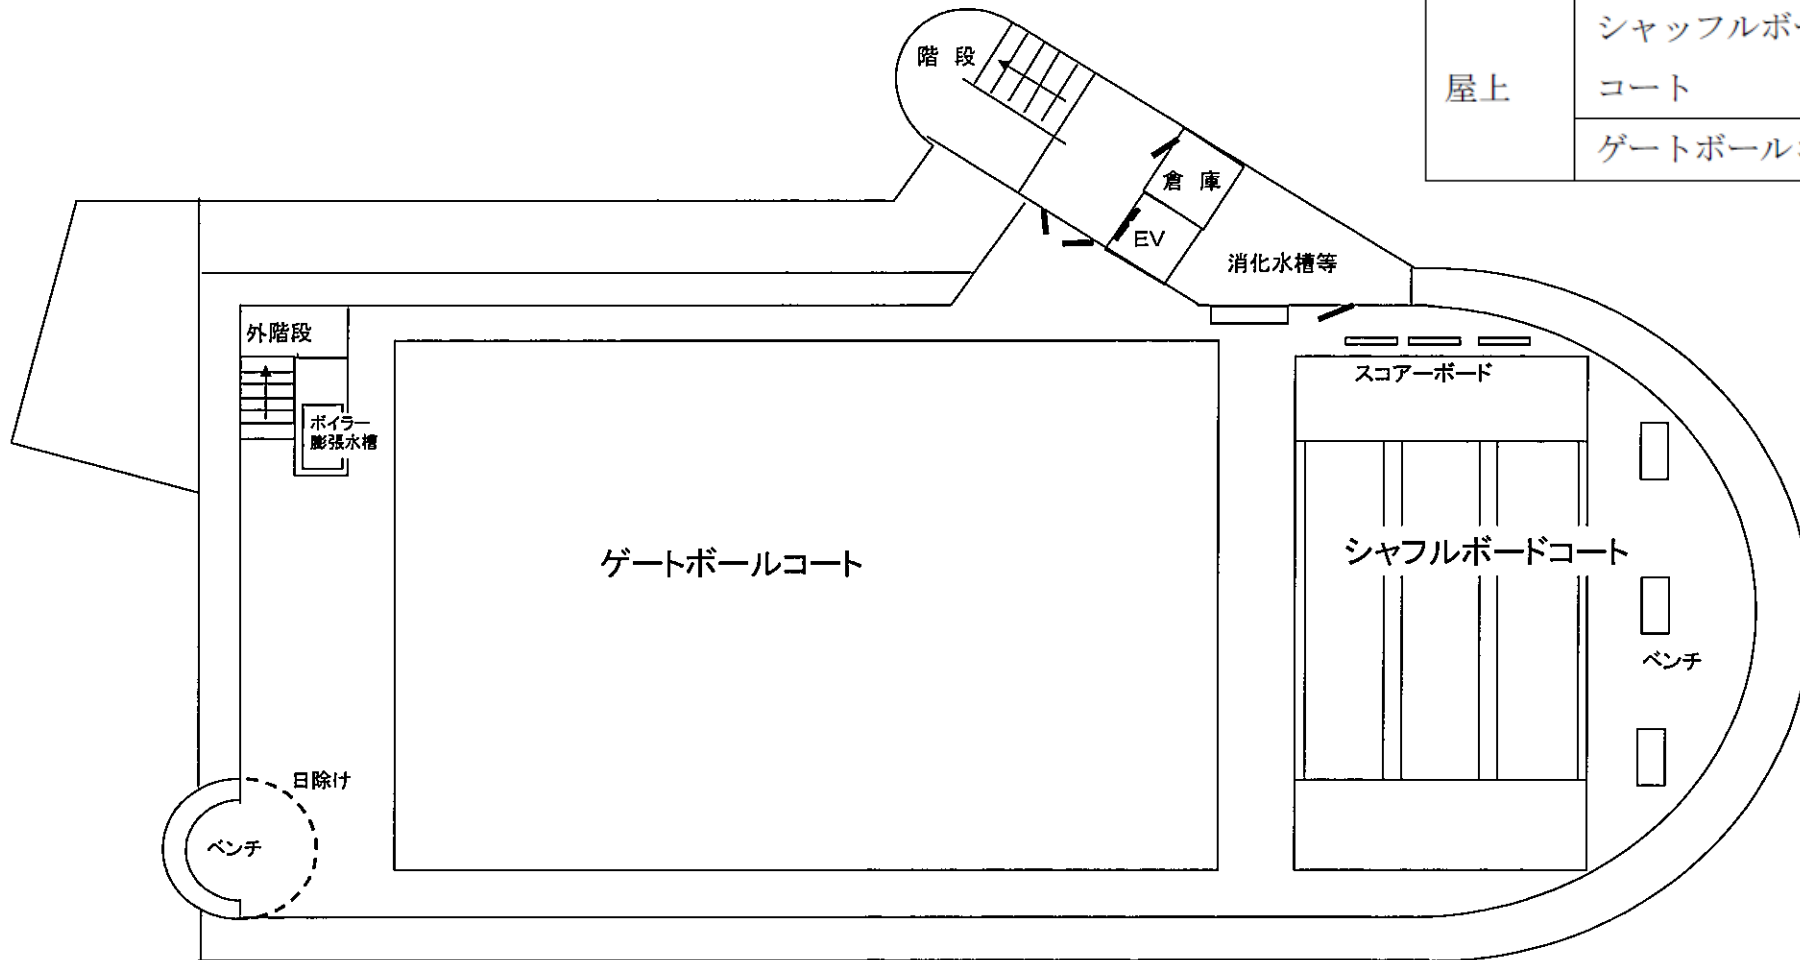 シャッフルボー
屋上
コート
ゲートボール
階 段
倉 庫
EV
消化水槽等
外階段
スコアーボード
ボイラー
膨張水槽
ゲートボールコート
シャフルボードコート
ベンチ
日除け
ベンチ